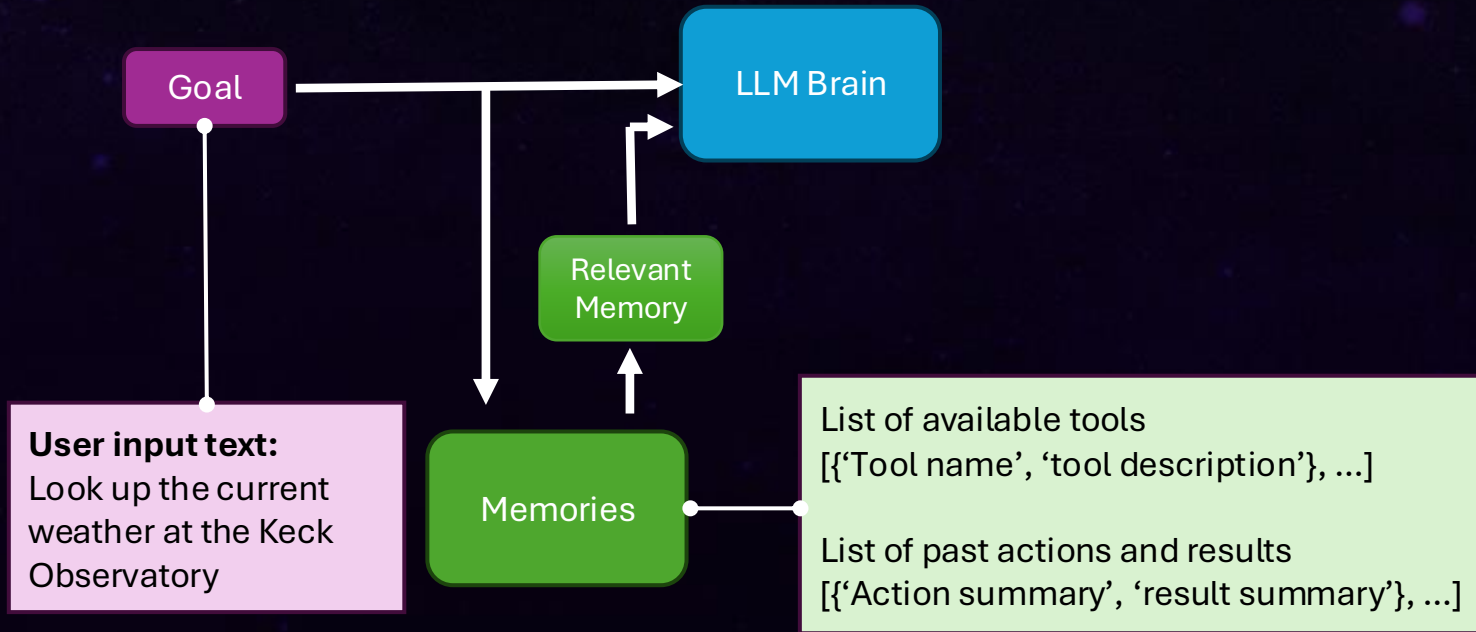 Goal
LLM Brain
Relevant
Memory
User input text:
Look up the current
weather at the Keck
Observatory
Memories
List of available tools
[{‘Tool name’, ‘tool description’}, ...]
List of past actions and results
[{‘Action summary’, ‘result summary’}, ...]